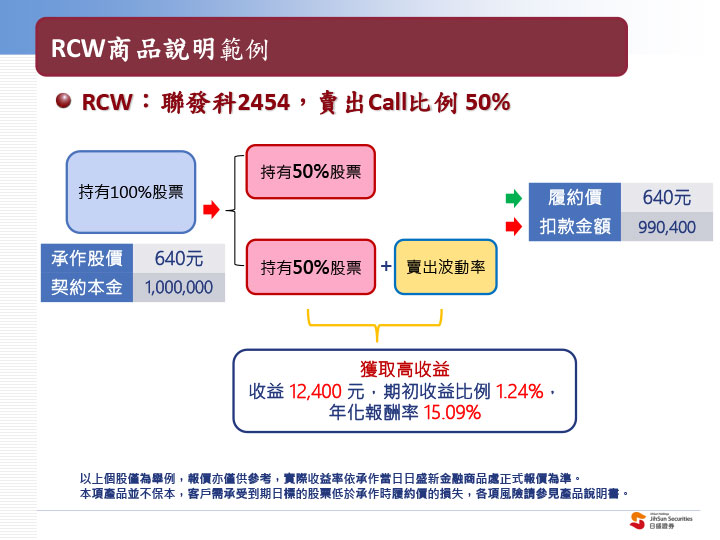 RCW商品說明範例
RCW：聯發科2454，賣出Call比例 50%
持有100%股票
承作股價 640元
契約本金 1,000,000
持有50%股票
持有50%股票 + 賣出波動率
履約價 640元
扣款金額 990,400
獲取高收益
收益 12,400 元，期初收益比例 1.24%，
年化報酬率 15.09%
以上個股僅為舉例，報價亦僅供參考，實際收益率依承作當日日盛新金融商品處正式報價為準。
本項產品並不保本，客戶需承受到期日標的股票低於承作時履約價的損失，各項風險請參見產品說明書。
JihSun Securities
日盛證券